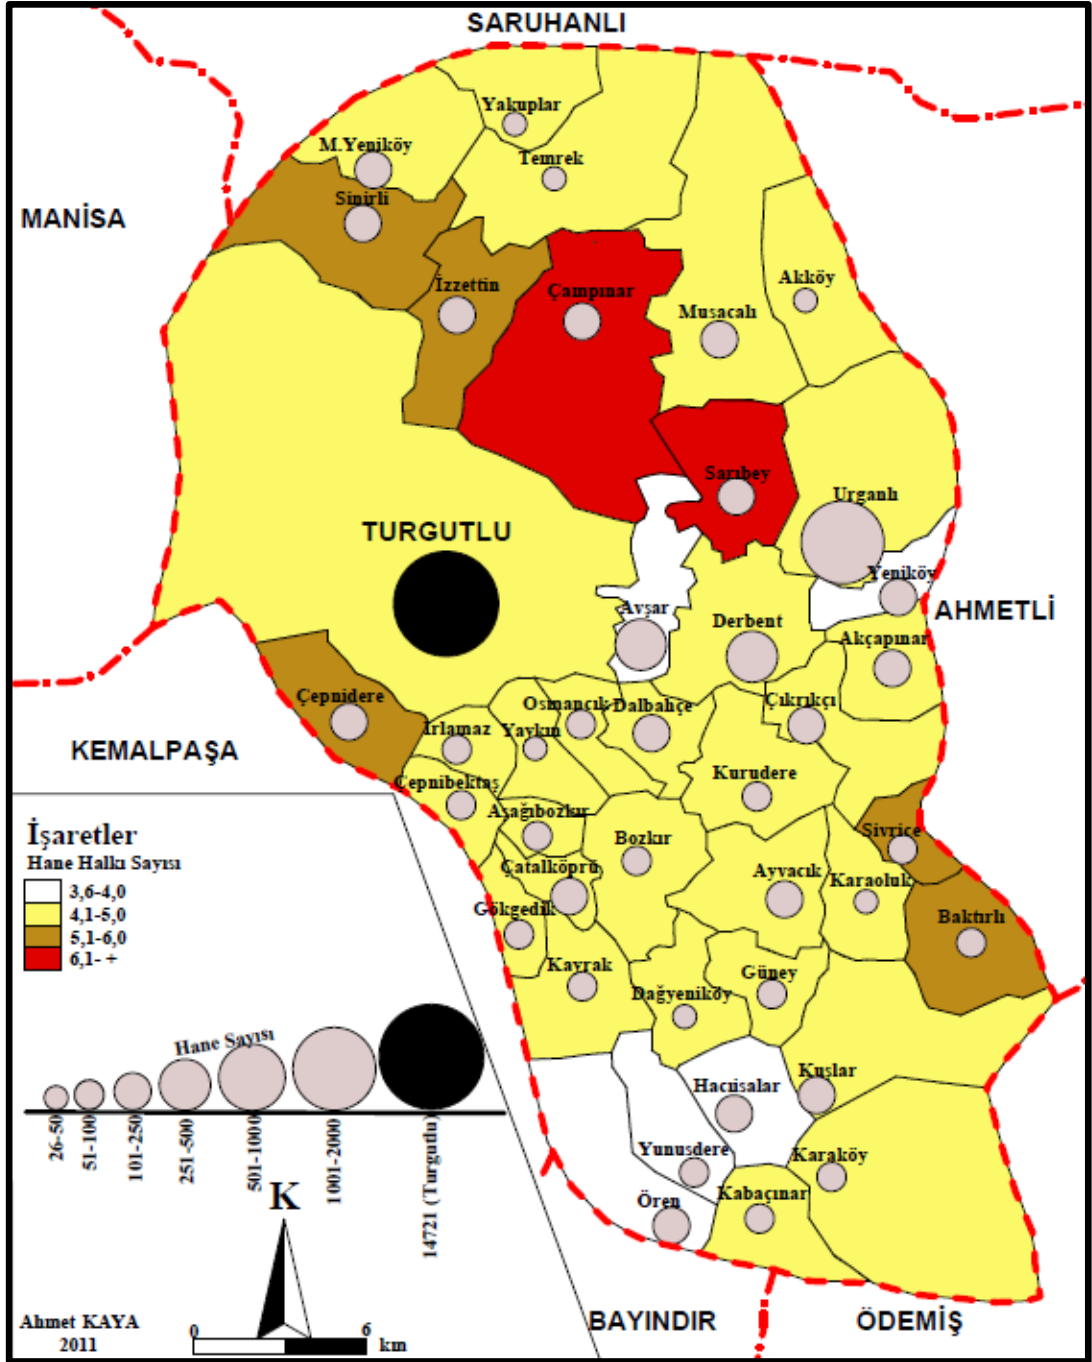 SARUHANLI
Yakuplar
M.Yeniköy
Temrek
Sinirli
MANİSA
İzzettin
Çampınar
Akköy
Musacalı
Sarıbey
Urganlı
TURGUTLU
Yeniköy
Avşar
AHMETLİ
Derbent
Akçapınar
Çepnidere
Osmancık
Dalbahçe
Çıkrıkçı
Irlamaz
Yaykın
KEMALPAŞA
Kurudere
Çepnibektaş
Aşağıbozkır
Bozkır
Sivrice
Çatalköprü
Ayvacık
Karaoluk
Gökgedik
Baktırlı
Kayrak
Güney
Dağyeniköy
Kuşlar
Hacıisalar
Yunusdere
Karaköy
Ören
Kabaçınar
BAYINDIR
ÖDEMİŞ
İşaretler
Hane Halkı Sayısı
3,6-4,0
4,1-5,0
5,1-6,0
6,1- +
Hane Sayısı
26-50
51-100
101-250
251-500
501-1000
1001-2000
14721 (Turgudu)
K
Ahmet KAYA
2011
0
6
km